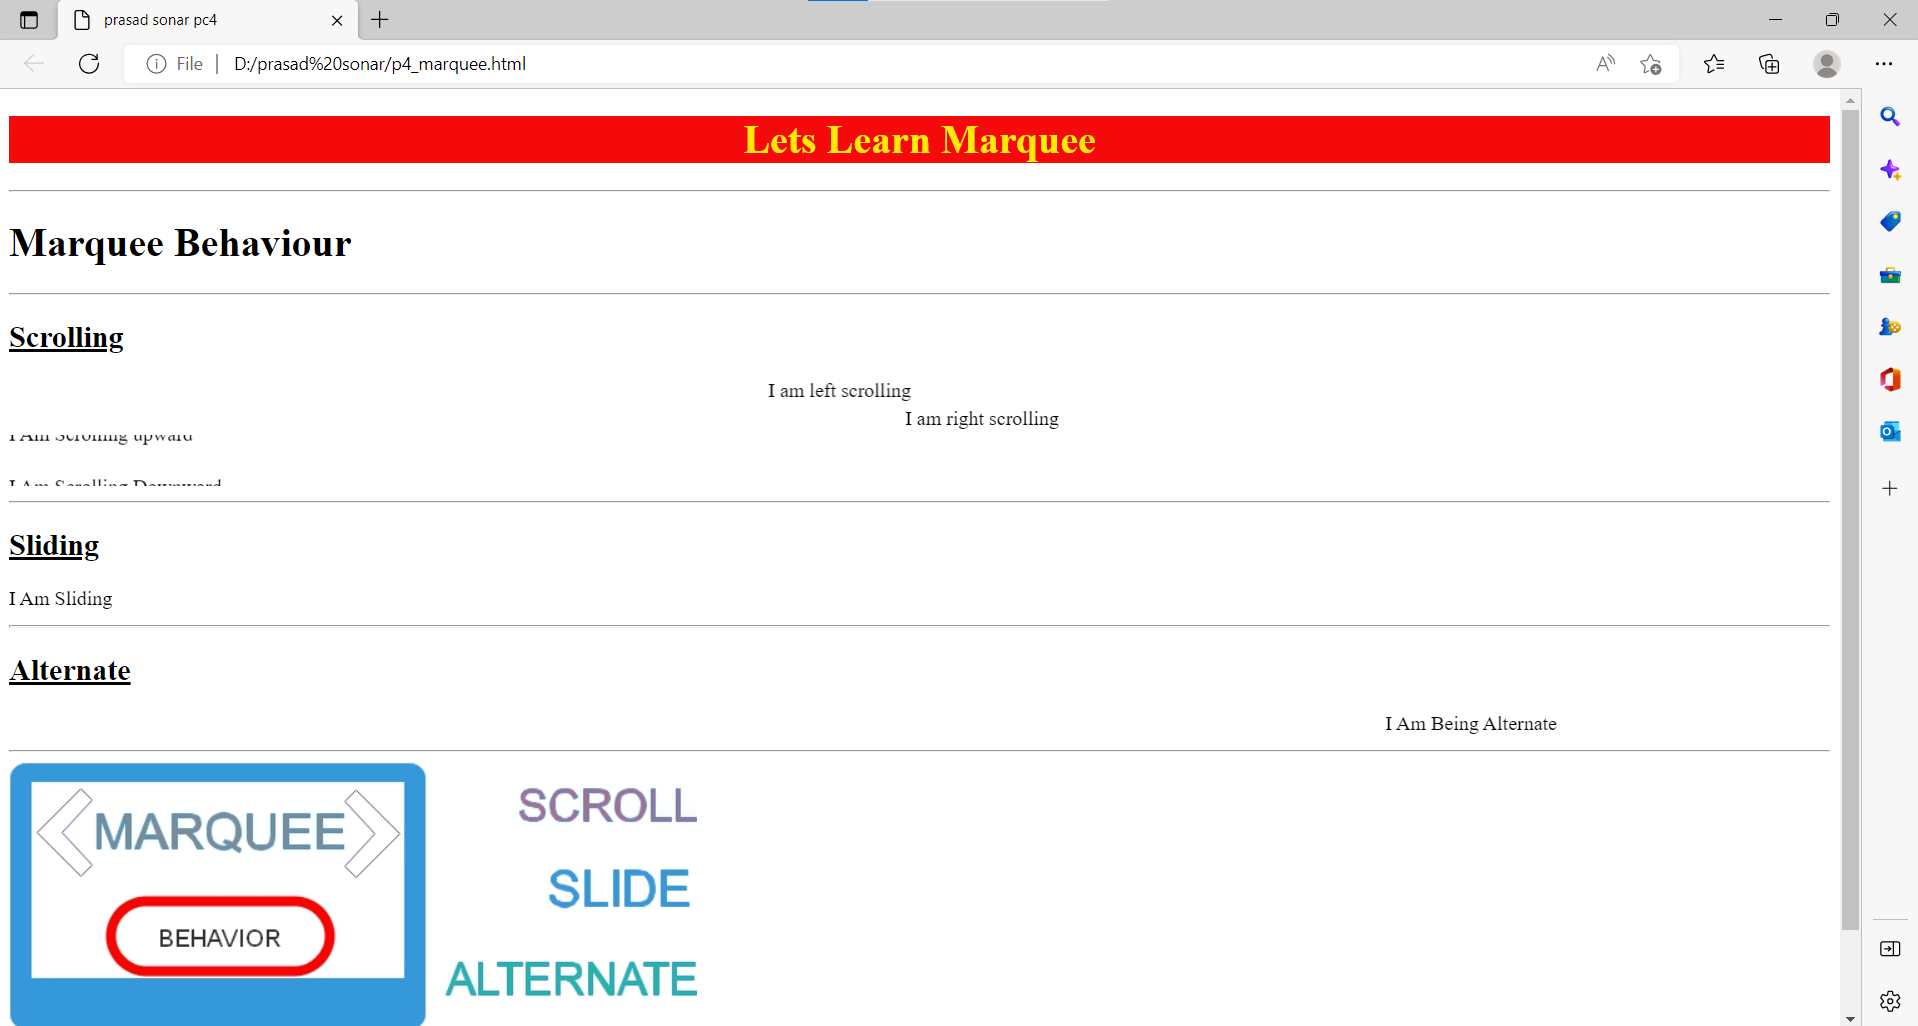 prasad sonar pc4
File
D:/prasad%20sonar/p4_marquee.html
Lets Learn Marquee
Marquee Behaviour
Scrolling
I am left scrolling
I am right scrolling
I Am Scrolling upward
I Am Scrolling Downward
Sliding
I Am Sliding
Alternate
I Am Being Alternate
MARQUEE
BEHAVIOR
SCROLL
SLIDE
ALTERNATE